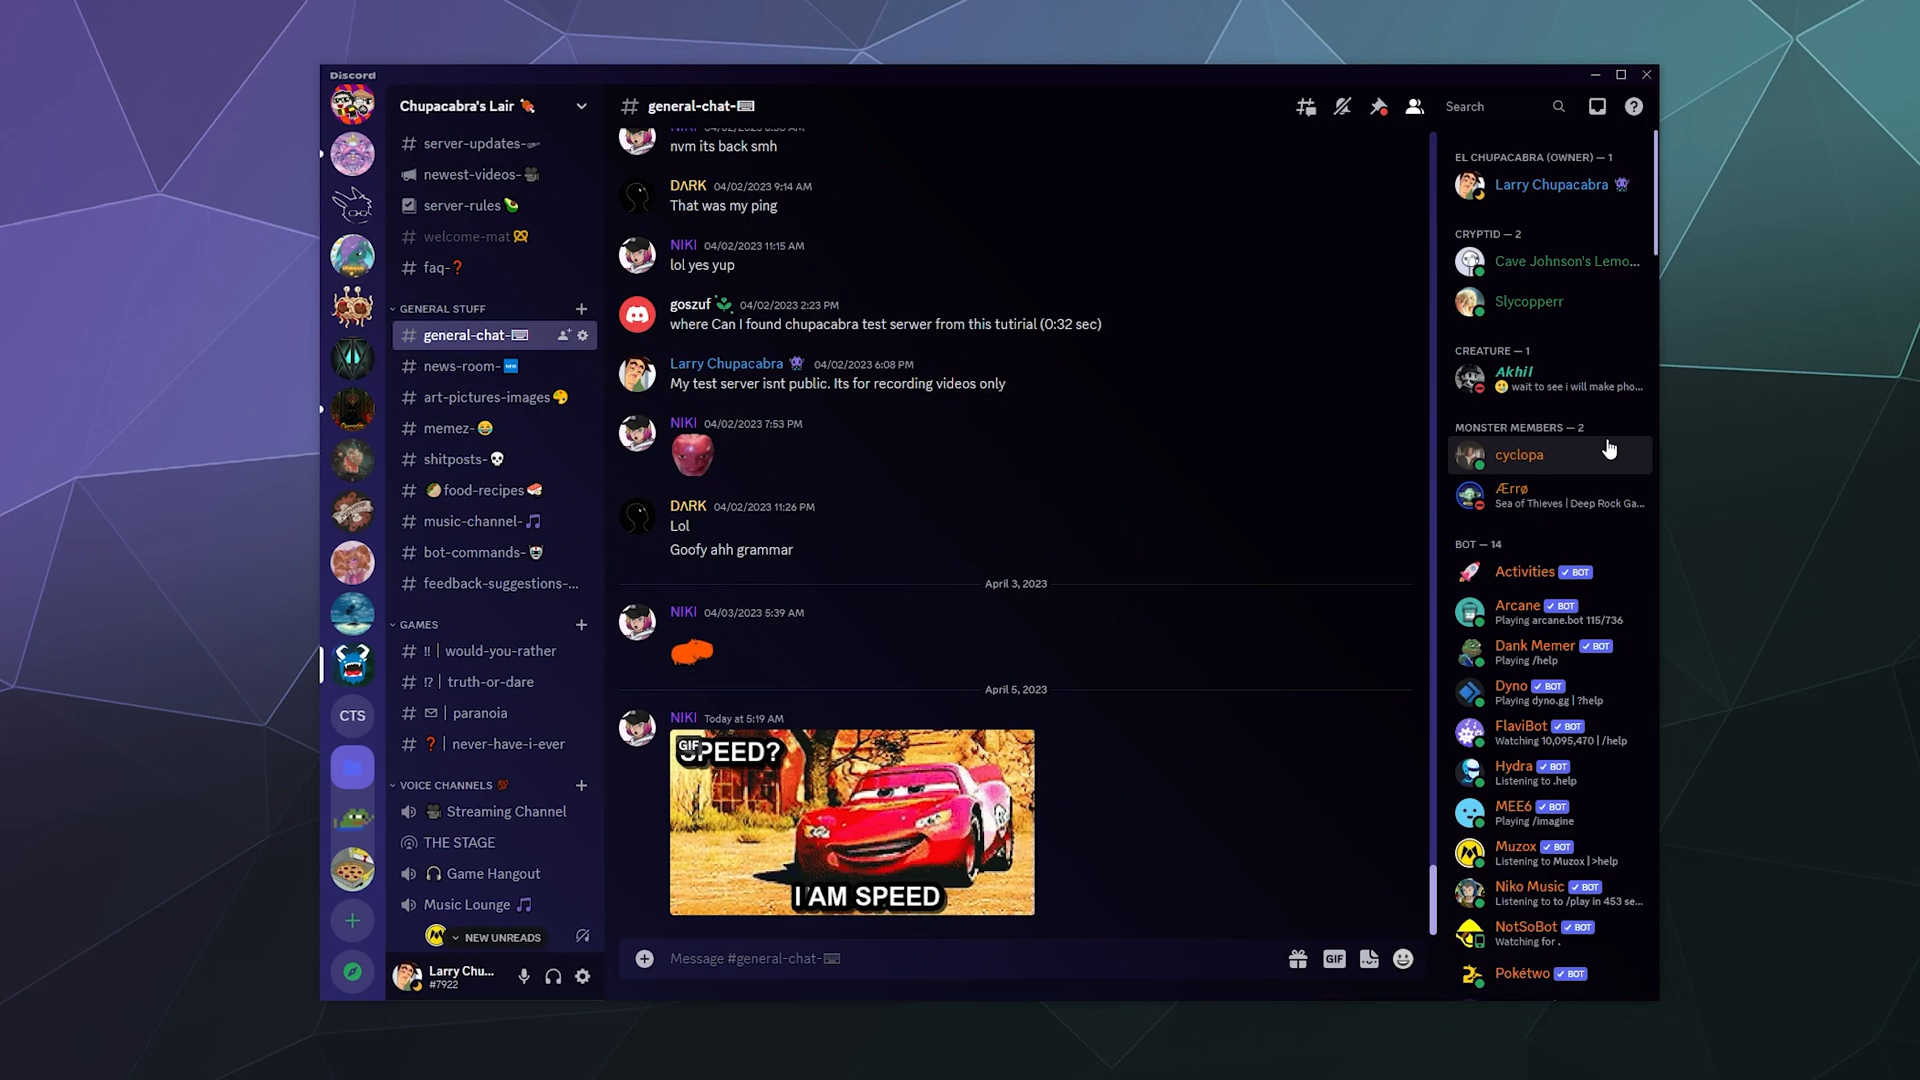 Discord
Chupacabra's Lair
server-updates-
newest-videos-
server-rules
welcome-mat
faq-❓
GENERAL STUFF
general-chat-
news-room-
art-pictures-images
memez-
shitposts-
food-recipes
music-channel-
bot-commands-
feedback-suggestions-...
GAMES
‼ | would-you-rather
⁉ | truth-or-dare
| paranoia
❓ | never-have-i-ever
VOICE CHANNELS 💯
Streaming Channel
THE STAGE
Game Hangout
Music Lounge
NEW UNREADS
Larry Chu...
#7922
CTS
# general-chat-
Search
nvm its back smh
DΛRK 04/02/2023 9:14 AM
That was my ping
NIKI 04/02/2023 11:15 AM
lol yes yup
goszuf 04/02/2023 2:23 PM
where Can I found chupacabra test serwer from this tutirial (0:32 sec)
Larry Chupacabra 04/02/2023 6:08 PM
My test server isnt public. Its for recording videos only
NIKI 04/02/2023 7:53 PM
DΛRK 04/02/2023 11:26 PM
Lol
Goofy ahh grammar
April 3, 2023
NIKI 04/03/2023 5:39 AM
April 5, 2023
NIKI Today at 5:19 AM
GIF
SPEED?
I AM SPEED
Message #general-chat-
GIF
EL CHUPACABRA (OWNER) — 1
Larry Chupacabra
CRYPTID — 2
Cave Johnson's Lemo...
Slycopperr
CREATURE — 1
Akhil
wait to see i will make pho...
MONSTER MEMBERS — 2
cyclopa
Ærrø
Sea of Thieves | Deep Rock Ga...
BOT — 14
Activities ✓ BOT
Arcane ✓ BOT
Playing arcane.bot 115/736
Dank Memer ✓ BOT
Playing /help
Dyno ✓ BOT
Playing dyno.gg | ?help
FlaviBot ✓ BOT
Watching 10,095,470 | /help
Hydra ✓ BOT
Listening to .help
MEE6 ✓ BOT
Playing /imagine
Muzox ✓ BOT
Listening to Muzox | >help
Niko Music ✓ BOT
Listening to to /play in 453 se...
NotSoBot ✓ BOT
Watching for .
Pokétwo ✓ BOT